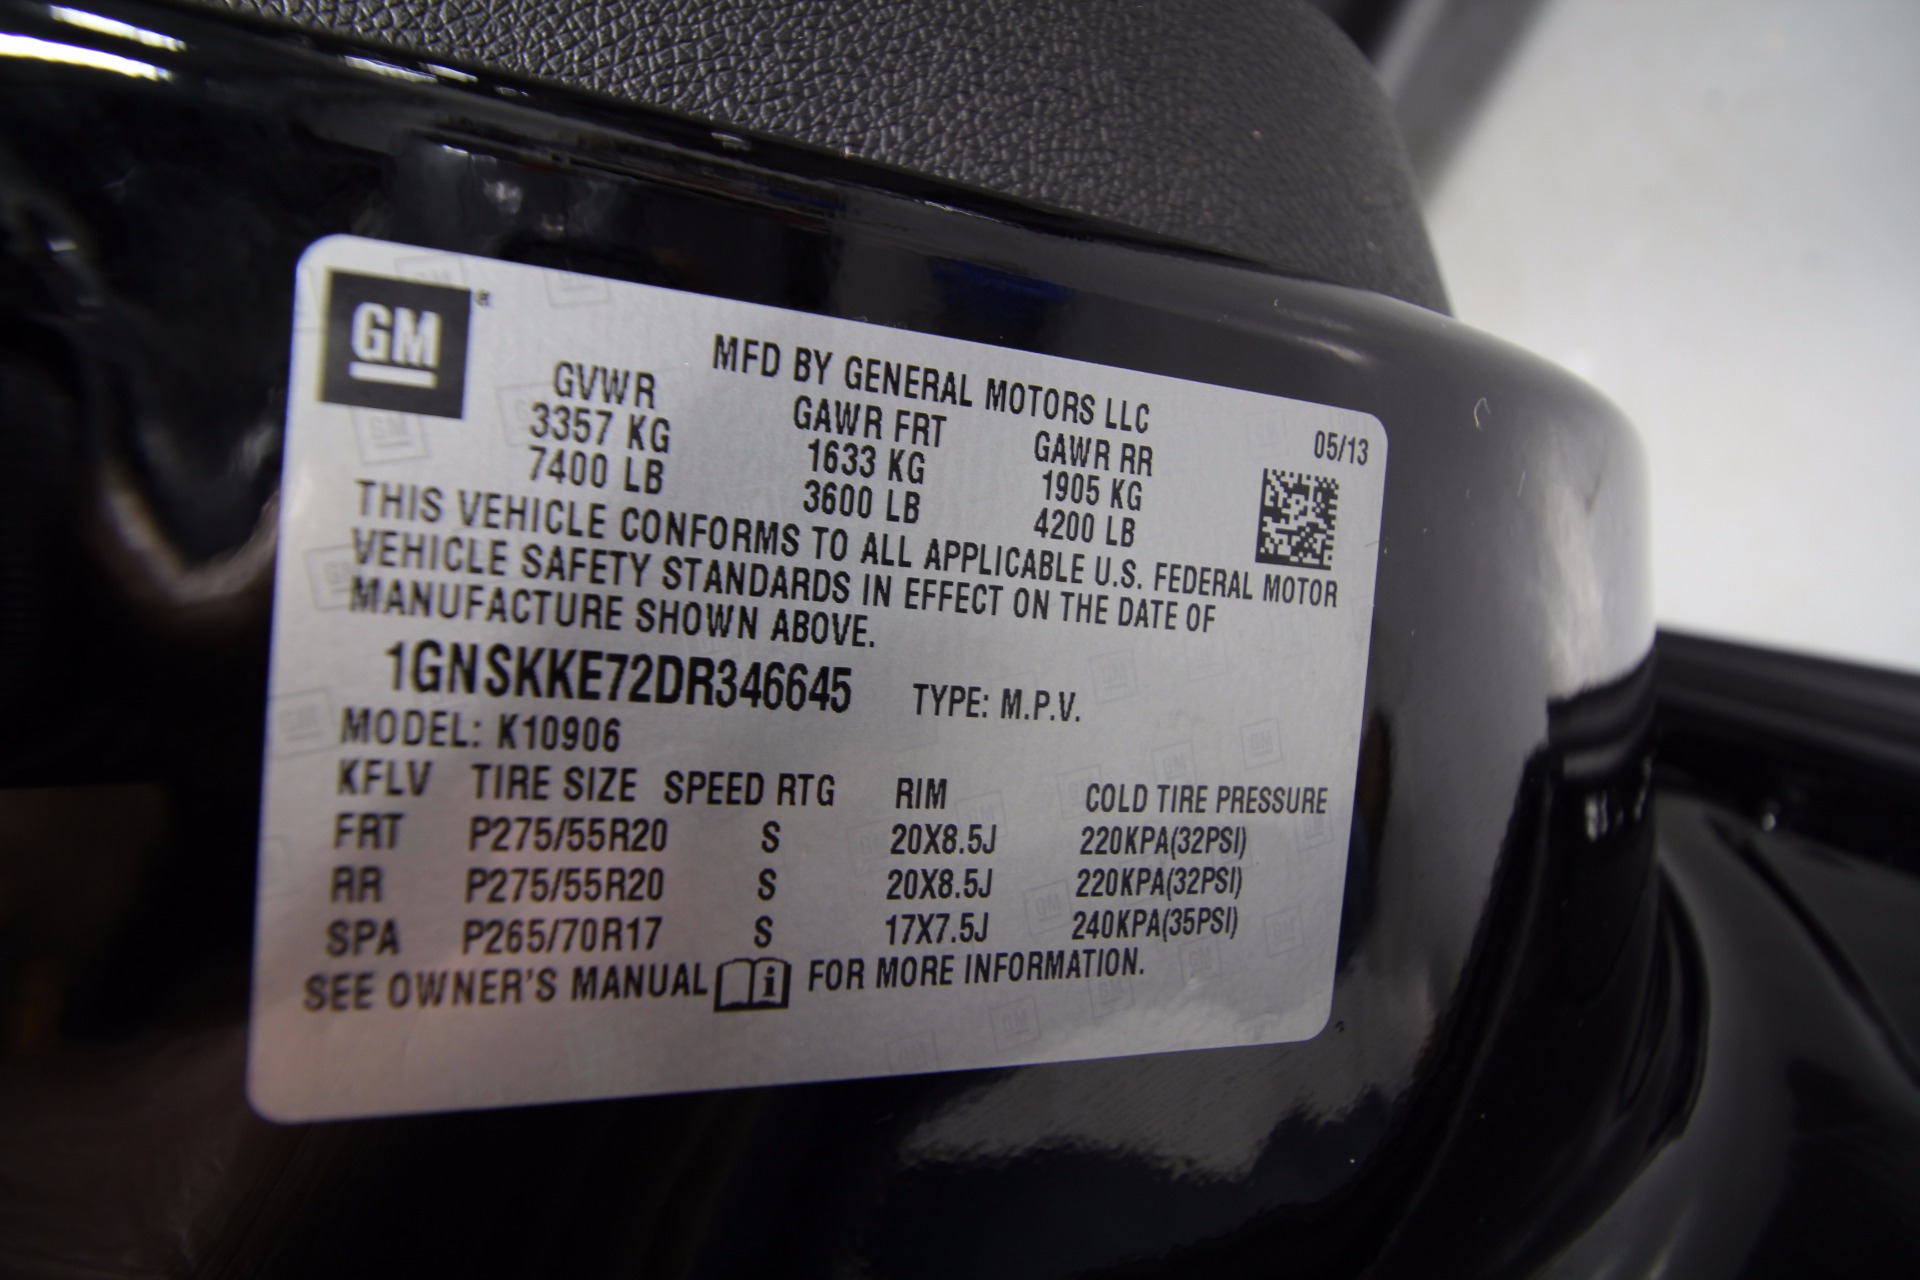 GM®
MFD BY GENERAL MOTORS LLC
GVWR GAWR FRT GAWR RR 05/13
3357 KG 1633 KG 1905 KG
7400 LB 3600 LB 4200 LB
THIS VEHICLE CONFORMS TO ALL APPLICABLE U.S. FEDERAL MOTOR
VEHICLE SAFETY STANDARDS IN EFFECT ON THE DATE OF
MANUFACTURE SHOWN ABOVE.
1GNSKKE72DR346645 TYPE: M.P.V.
MODEL: K10906
KFLV TIRE SIZE SPEED RTG RIM COLD TIRE PRESSURE
FRT P275/55R20 S 20X8.5J 220KPA(32PSI)
RR P275/55R20 S 20X8.5J 220KPA(32PSI)
SPA P265/70R17 S 17X7.5J 240KPA(35PSI)
SEE OWNER'S MANUAL i FOR MORE INFORMATION.